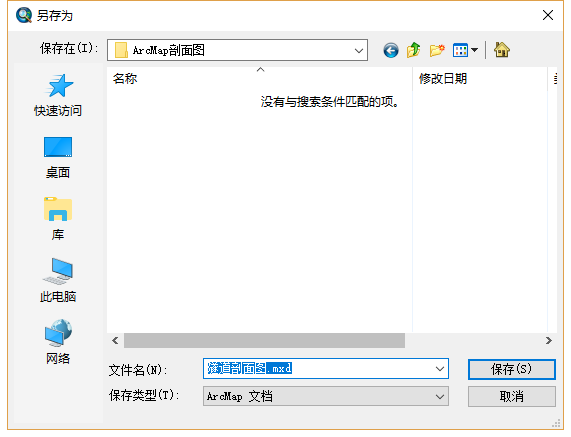 另存为
保存在(I):
ArcMap剖面图
名称
修改日期
没有与搜索条件匹配的项。
快速访问
桌面
库
此电脑
网络
文件名(N):
隧道剖面图.mxd
保存(S)
保存类型(T):
ArcMap 文档
取消